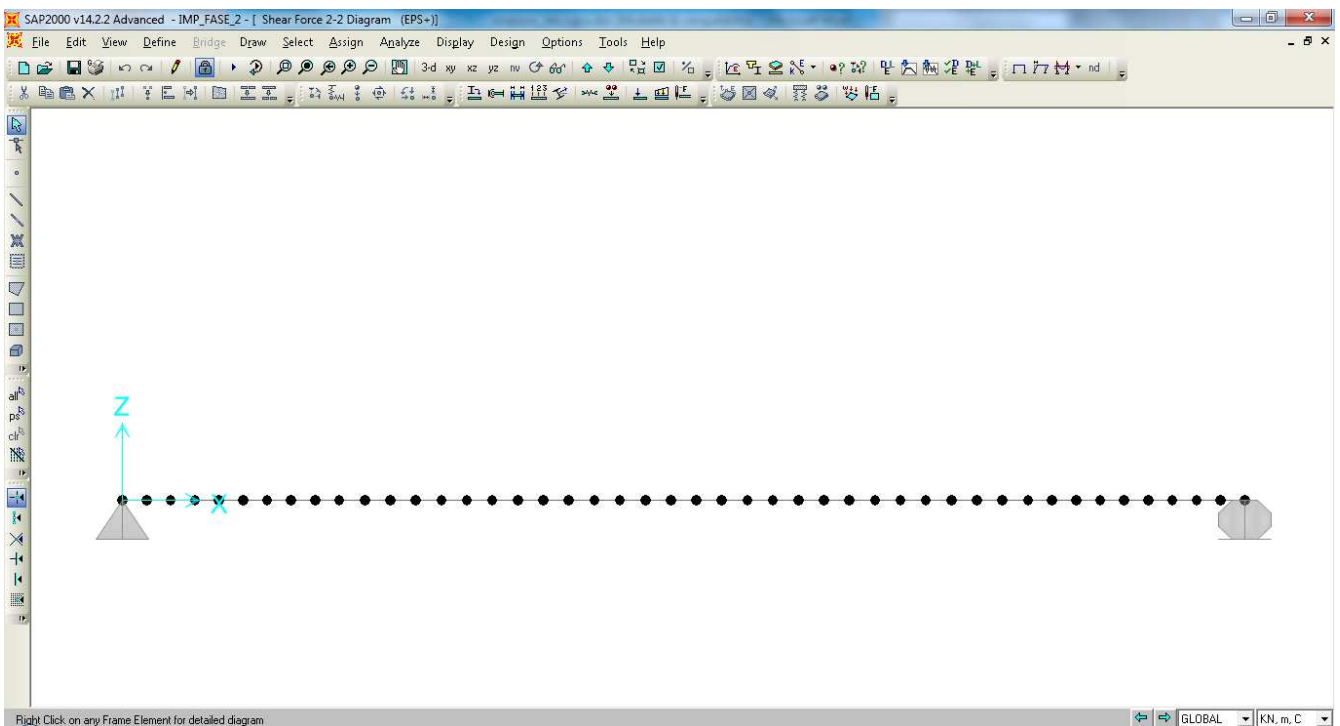 SAP2000 v14.2.2 Advanced - IMP_FASE_2 - [ Shear Force 2-2 Diagram (EPS+)]
File Edit View Define Bridge Draw Select Assign Analyze Display Design Options Tools Help
3-d xy xz yz nv nd
all
ps
clr
Z
X
Right Click on any Frame Element for detailed diagram
GLOBAL KN, m, C